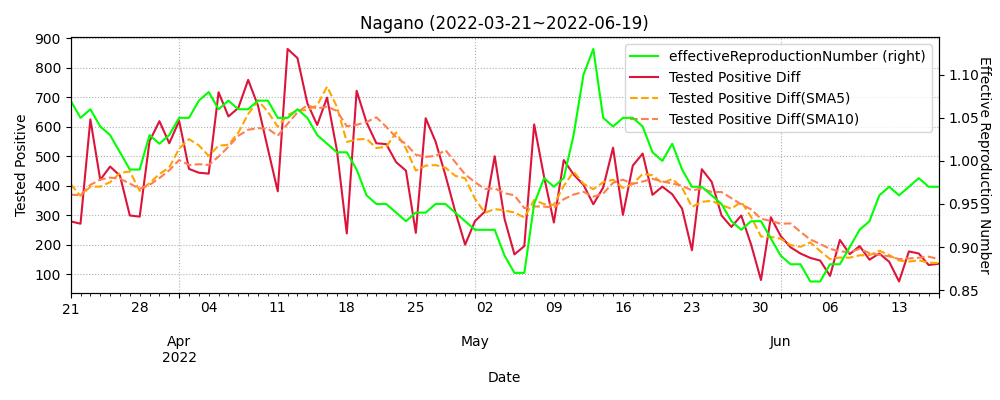 Nagano (2022-03-21~2022-06-19)
effectiveReproductionNumber (right)
Tested Positive Diff
Tested Positive Diff(SMA5)
Tested Positive Diff(SMA10)
Tested Positive
900
800
700
600
500
400
300
200
100
Effective Reproduction Number
1.10
1.05
1.00
0.95
0.90
0.85
21 28 04 11 18 25 02 09 16 23 30 06 13
Apr May Jun
2022
Date